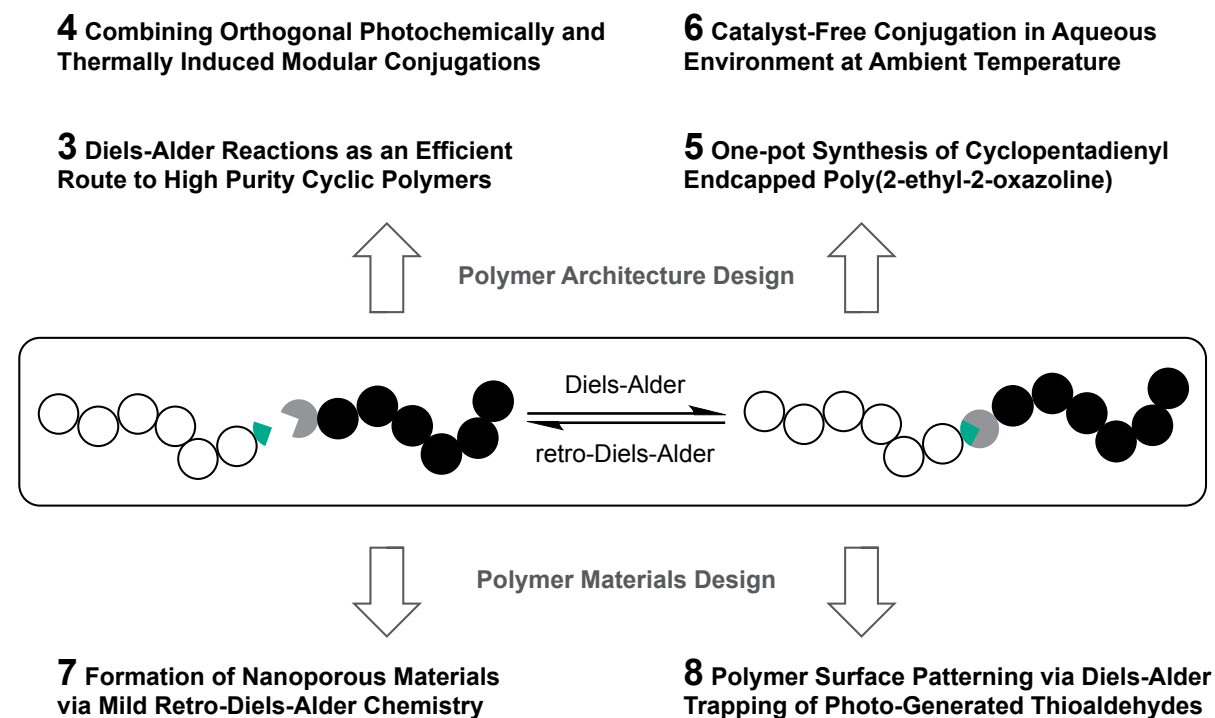 4 Combining Orthogonal Photochemically and
Thermally Induced Modular Conjugations
6 Catalyst-Free Conjugation in Aqueous
Environment at Ambient Temperature
3 Diels-Alder Reactions as an Efficient
Route to High Purity Cyclic Polymers
5 One-pot Synthesis of Cyclopentadienyl
Endcapped Poly(2-ethyl-2-oxazoline)
Polymer Architecture Design
Diels-Alder
retro-Diels-Alder
Polymer Materials Design
7 Formation of Nanoporous Materials
via Mild Retro-Diels-Alder Chemistry
8 Polymer Surface Patterning via Diels-Alder
Trapping of Photo-Generated Thioaldehydes